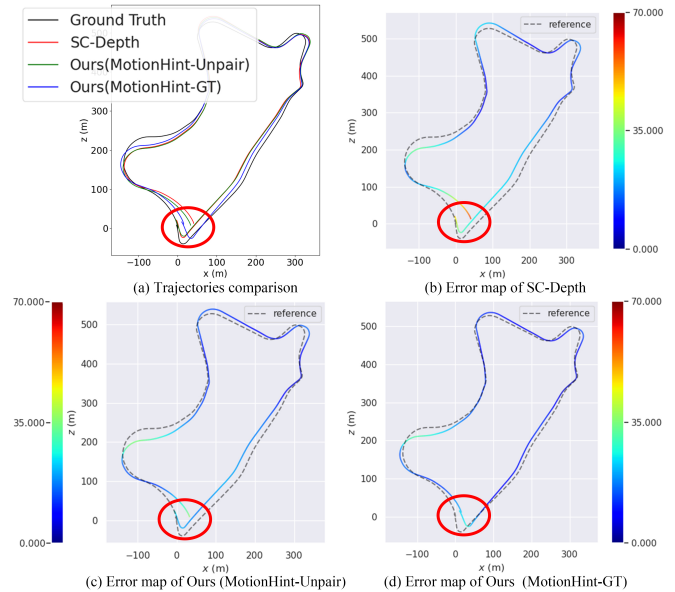 Ground Truth
SC-Depth
Ours(MotionHint-Unpair)
Ours(MotionHint-GT)
500
300
200
100
0
z (m)
−100
0
100
200
300
x (m)
(a) Trajectories comparison
reference
500
400
300
200
100
0
z (m)
−100
0
100
200
300
x (m)
70.000
35.000
0.000
(b) Error map of SC-Depth
70.000
35.000
0.000
reference
500
400
300
200
100
0
z (m)
−100
0
100
200
300
x (m)
(c) Error map of Ours (MotionHint-Unpair)
reference
500
400
300
200
100
0
z (m)
−100
0
100
200
300
x (m)
70.000
35.000
0.000
(d) Error map of Ours (MotionHint-GT)